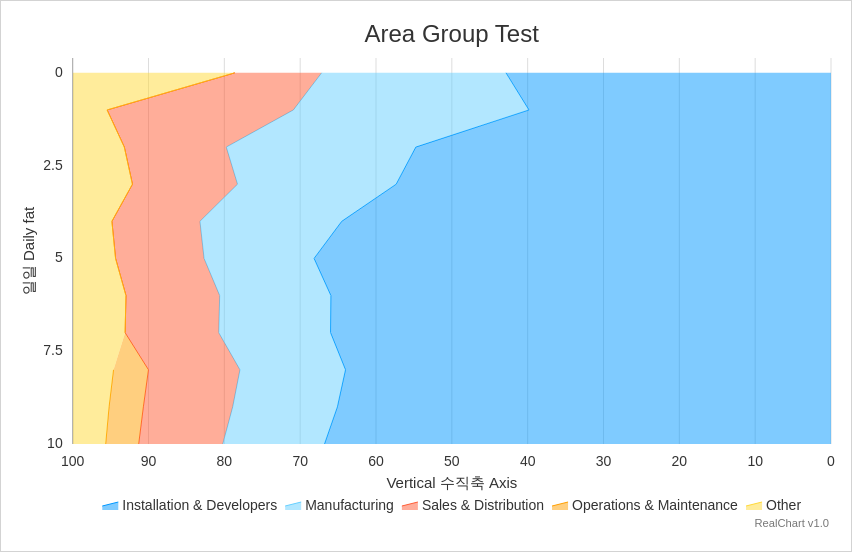 Area Group Test
0
2.5
5
7.5
10
일일 Daily fat
100 90 80 70 60 50 40 30 20 10 0
Vertical 수직축 Axis
Installation & Developers Manufacturing Sales & Distribution Operations & Maintenance Other
RealChart v1.0